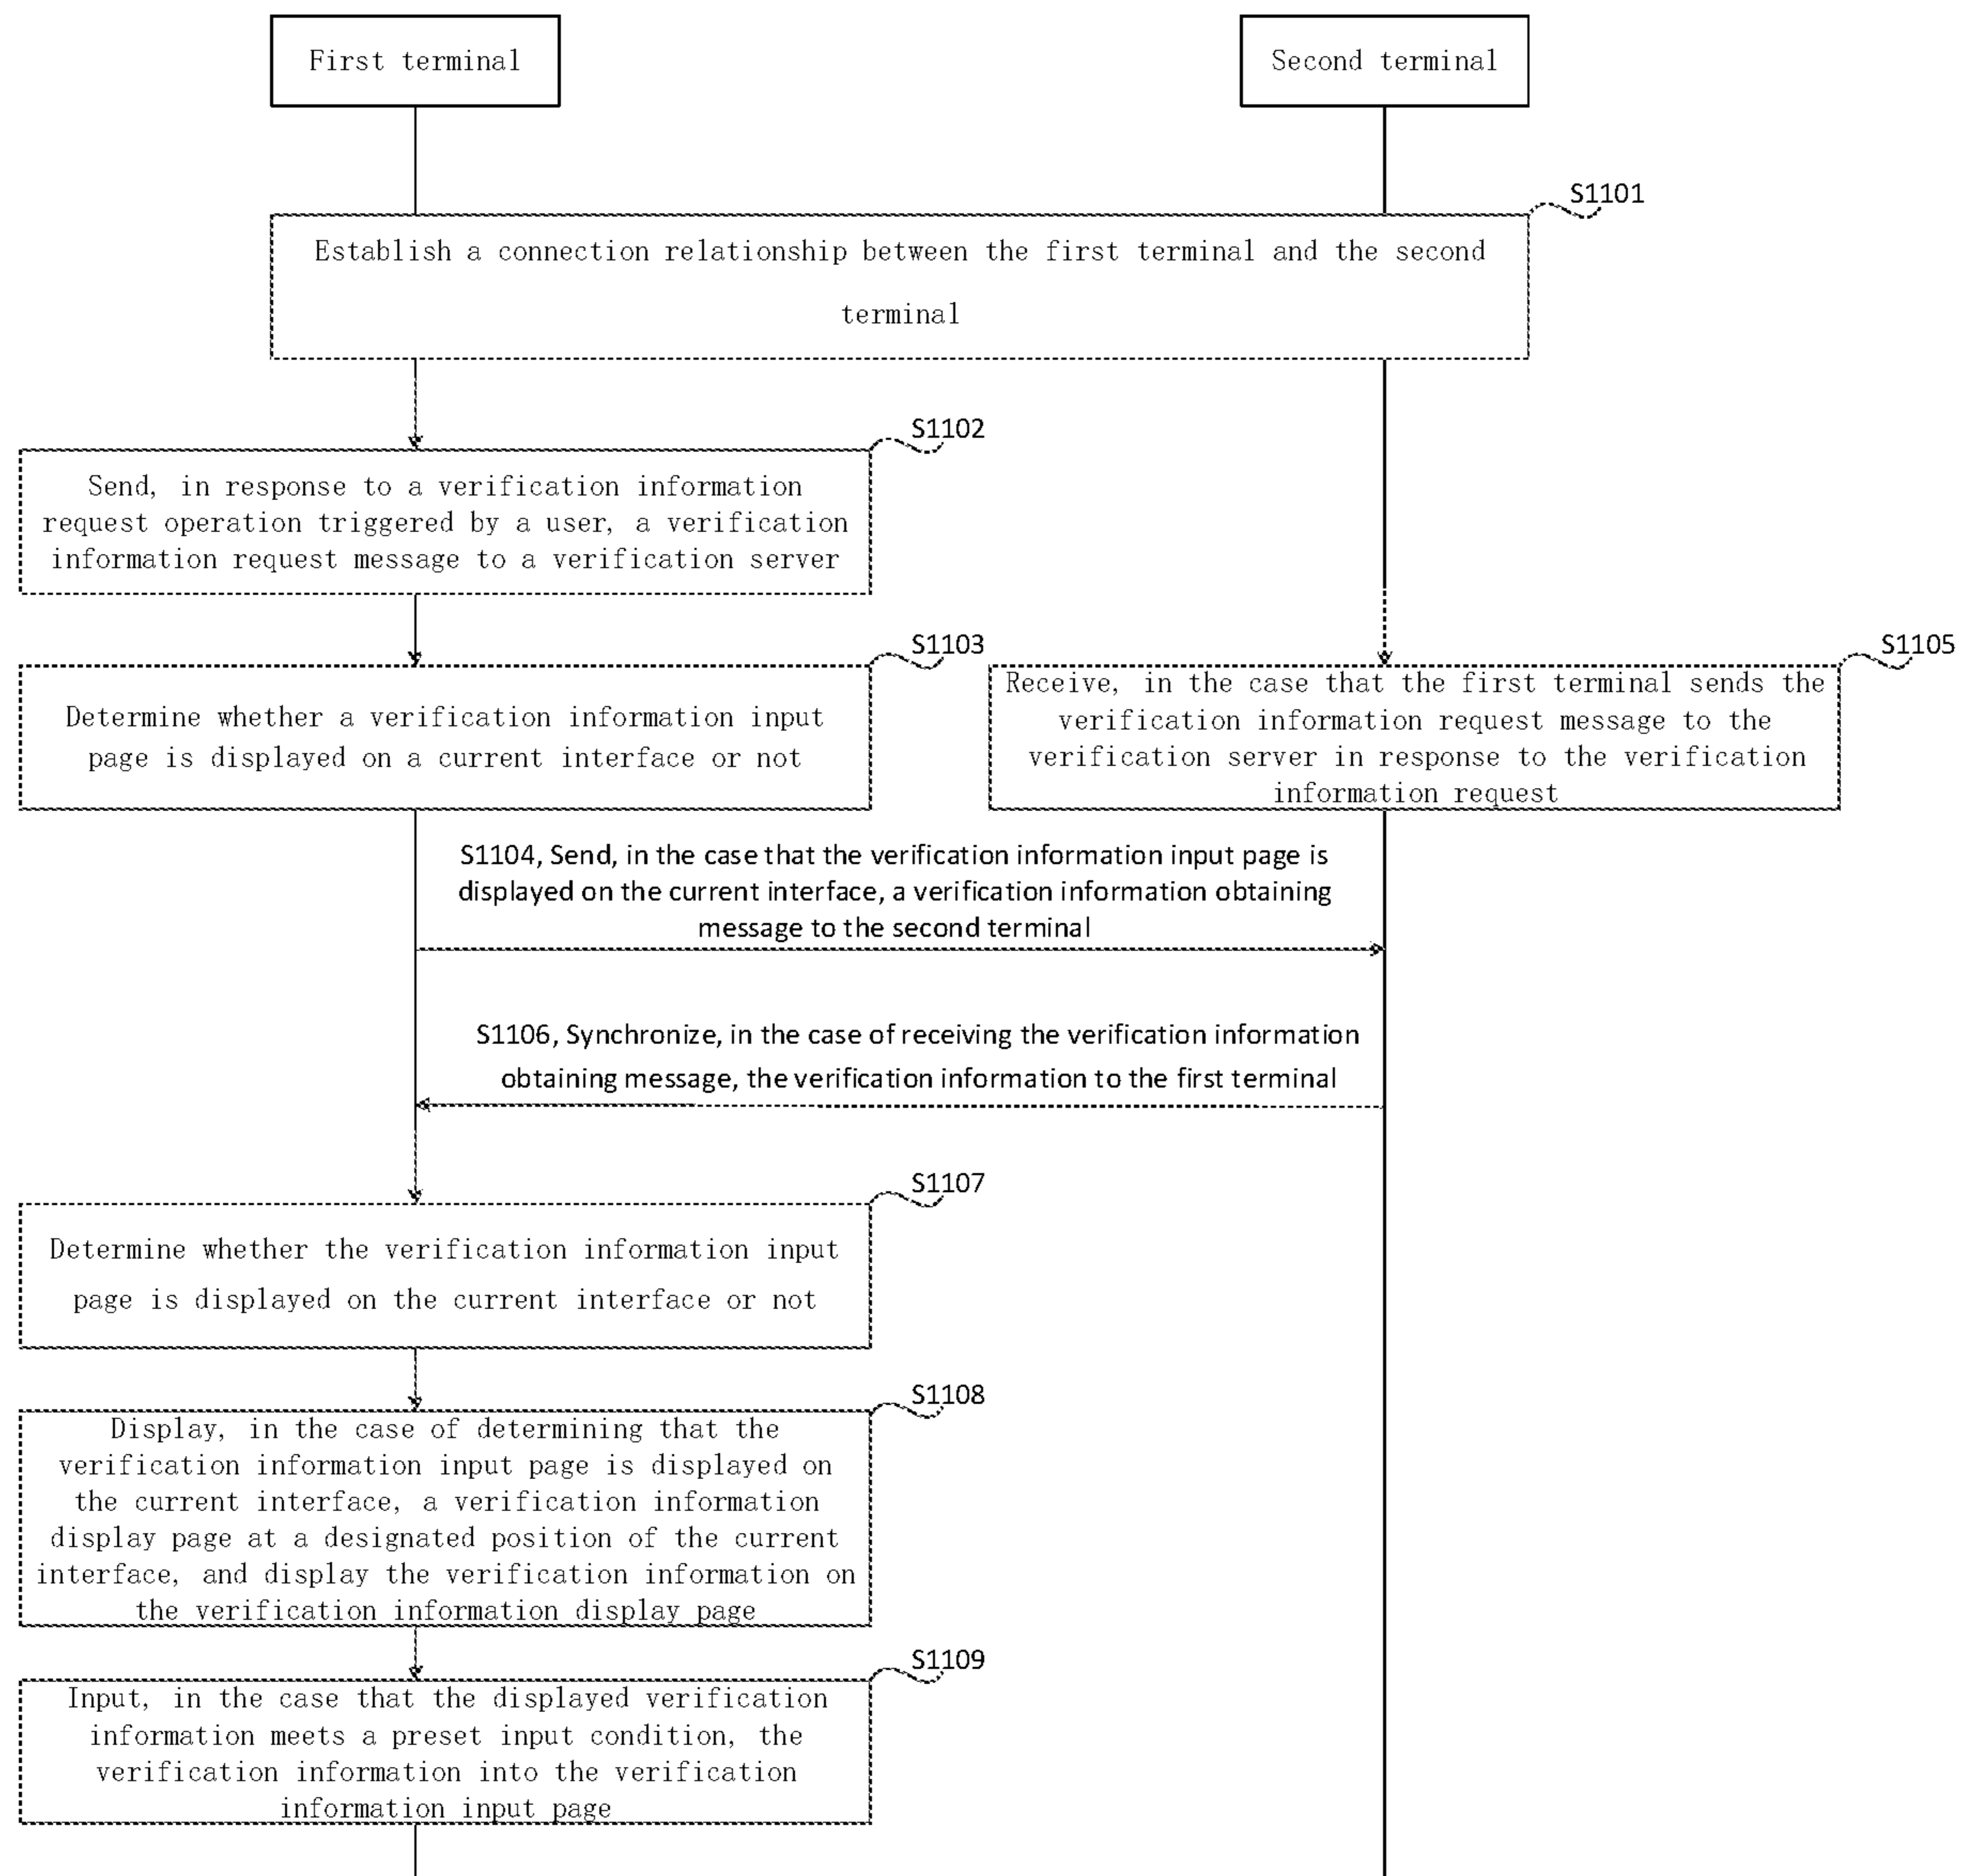 First terminal
Second terminal
S1101
Establish a connection relationship between the first terminal and the second
terminal
S1102
Send, in response to a verification information
request operation triggered by a user, a verification
information request message to a verification server
S1103
Determine whether a verification information input
page is displayed on a current interface or not
S1105
Receive, in the case that the first terminal sends the
verification information request message to the
verification server in response to the verification
information request
S1104, Send, in the case that the verification information input page is
displayed on the current interface, a verification information obtaining
message to the second terminal
S1106, Synchronize, in the case of receiving the verification information
obtaining message, the verification information to the first terminal
S1107
Determine whether the verification information input
page is displayed on the current interface or not
S1108
Display, in the case of determining that the
verification information input page is displayed on
the current interface, a verification information
display page at a designated position of the current
interface, and display the verification information on
the verification information display page
S1109
Input, in the case that the displayed verification
information meets a preset input condition, the
verification information into the verification
information input page